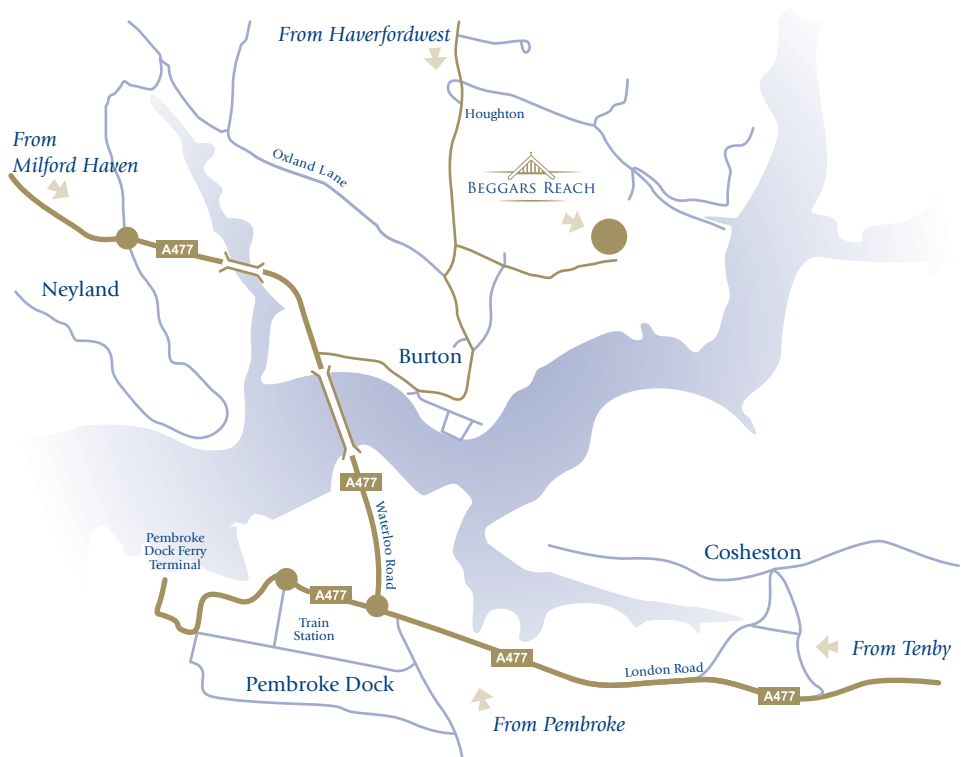 From Haverfordwest
Houghton
From
Milford Haven
Oxland Lane
BEGGARS REACH
A477
Neyland
Burton
A477
Waterloo Road
Pembroke
Dock Ferry
Terminal
Cosheston
A477
Train
Station
A477
London Road
From Tenby
Pembroke Dock
A477
From Pembroke